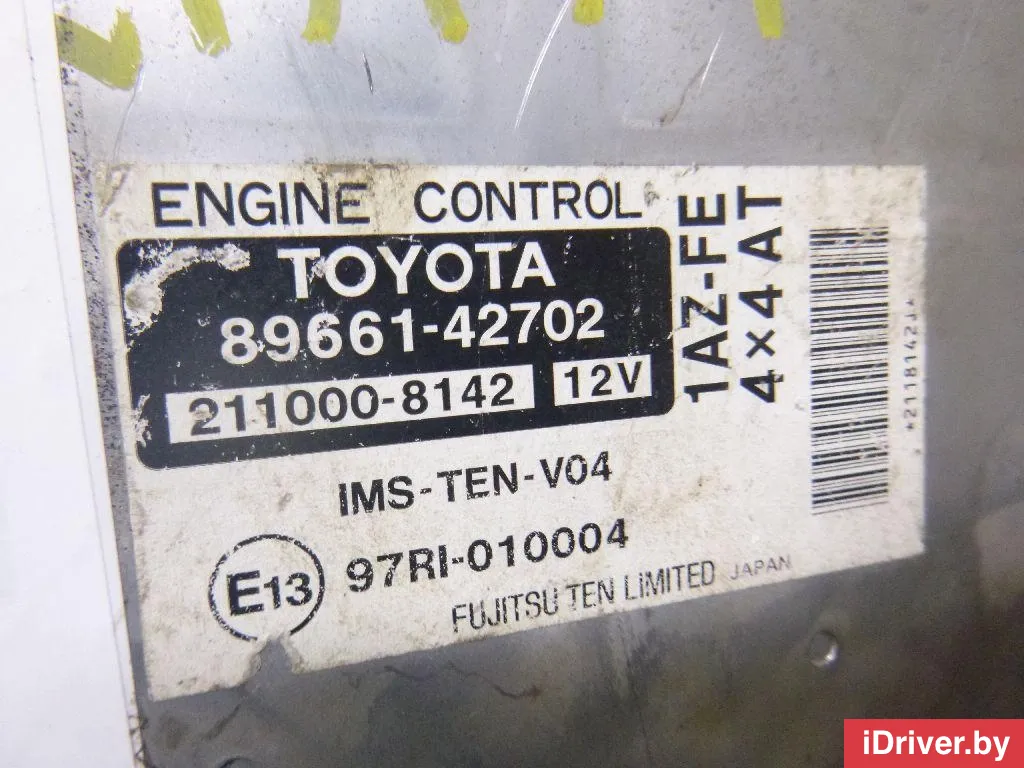 ENGINE CONTROL
TOYOTA
89661-42702
211000-8142 12V
1AZ-FE
4×4 AT
*2118142J*
IMS-TEN-V04
E13 97RI-010004
FUJITSU TEN LIMITED JAPAN
iDriver.by